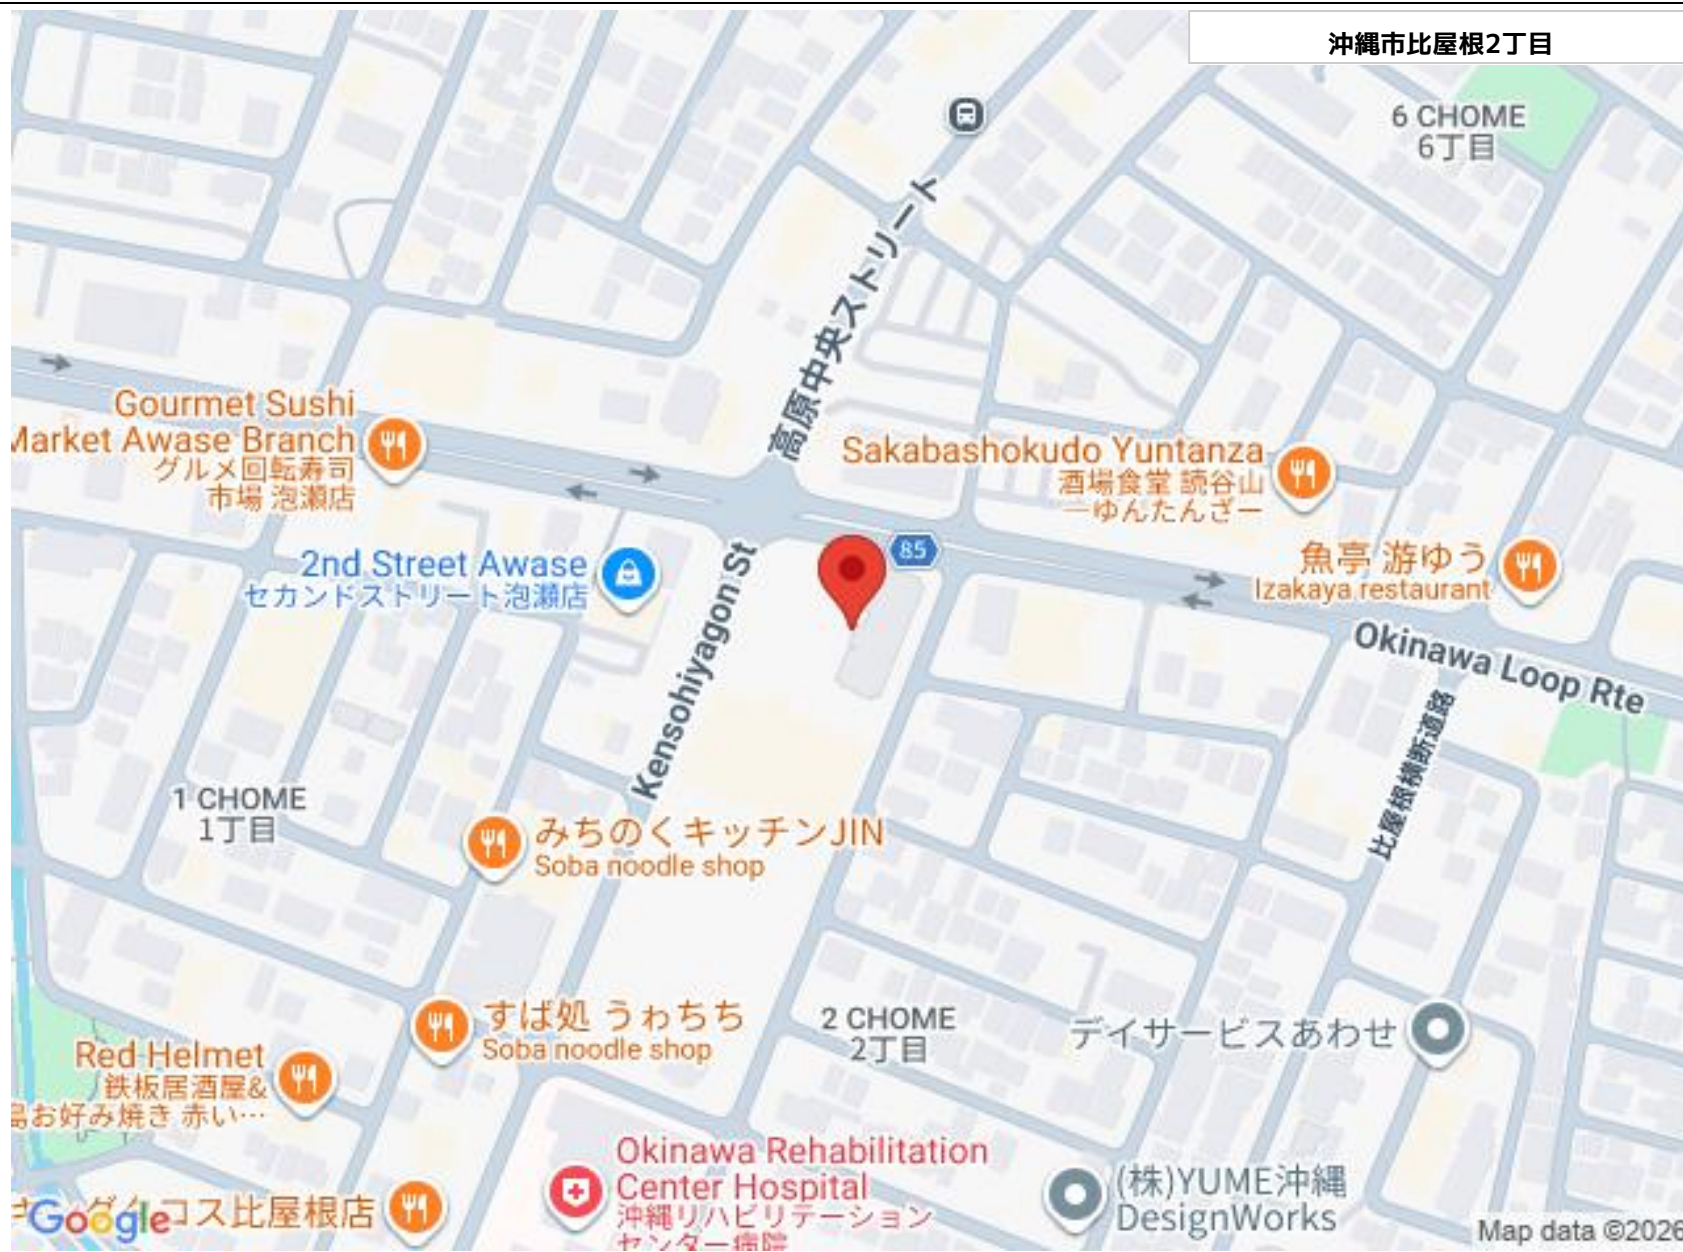 沖縄市比屋根2丁目
6 CHOME
6丁目
高原中央ストリート
Gourmet Sushi
Market Awase Branch
グルメ回転寿司
市場 泡瀬店
Sakabashokudo Yuntanza
酒場食堂 読谷山
―ゆんたんざー
85
2nd Street Awase
セカンドストリート泡瀬店
魚亭 游ゆう
Izakaya restaurant
Kensohiyagon St
Okinawa Loop Rte
比屋根横断道路
1 CHOME
1丁目
みちのくキッチンJIN
Soba noodle shop
すば処 うゎちち
Soba noodle shop
2 CHOME
2丁目
デイサービスあわせ
Red Helmet
鉄板居酒屋&
島お好み焼き 赤い…
Okinawa Rehabilitation
Center Hospital
沖縄リハビリテーション
センター病院
(株)YUME沖縄
DesignWorks
コス比屋根店
Google
Map data ©2026